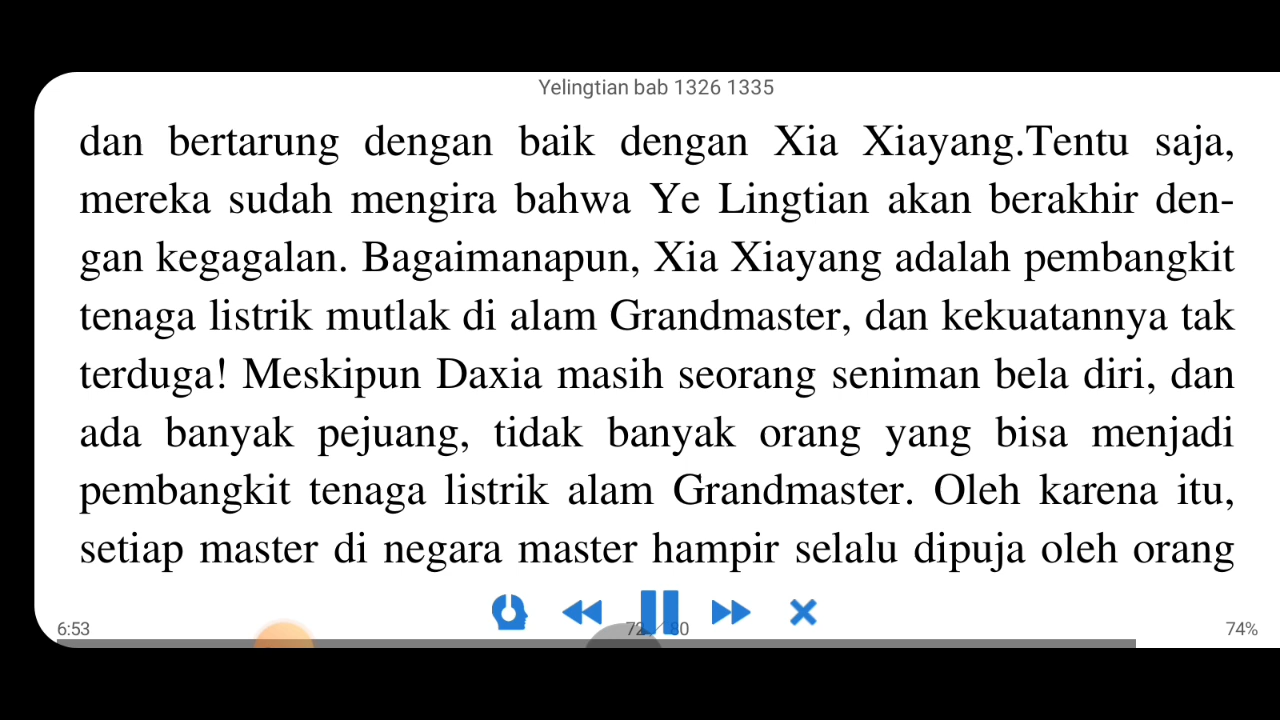 Yelingtian bab 1326 1335
dan bertarung dengan baik dengan Xia Xiayang.Tentu saja,
mereka sudah mengira bahwa Ye Lingtian akan berakhir den-
gan kegagalan. Bagaimanapun, Xia Xiayang adalah pembangkit
tenaga listrik mutlak di alam Grandmaster, dan kekuatannya tak
terduga! Meskipun Daxia masih seorang seniman bela diri, dan
ada banyak pejuang, tidak banyak orang yang bisa menjadi
pembangkit tenaga listrik alam Grandmaster. Oleh karena itu,
setiap master di negara master hampir selalu dipuja oleh orang
6:53 72 / 80 74%